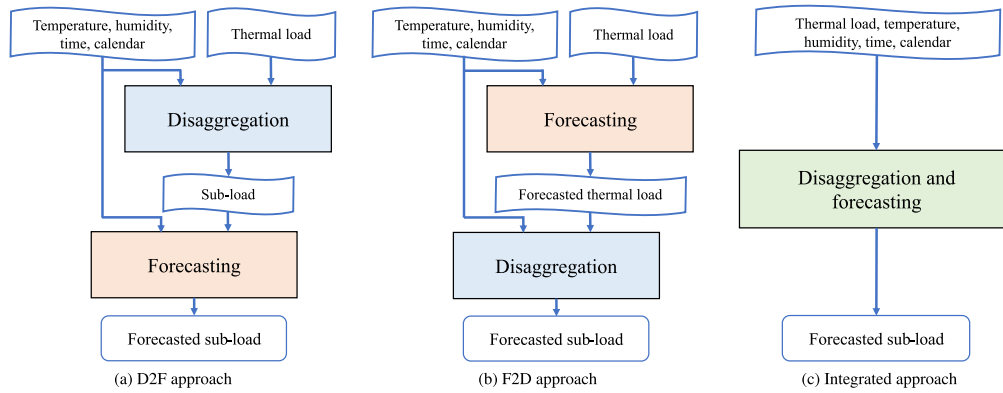 Temperature, humidity,
time, calendar
Thermal load
Disaggregation
Sub-load
Forecasting
Forecasted sub-load
(a) D2F approach
Temperature, humidity,
time, calendar
Thermal load
Forecasting
Forecasted thermal load
Disaggregation
Forecasted sub-load
(b) F2D approach
Thermal load, temperature,
humidity, time, calendar
Disaggregation and
forecasting
Forecasted sub-load
(c) Integrated approach